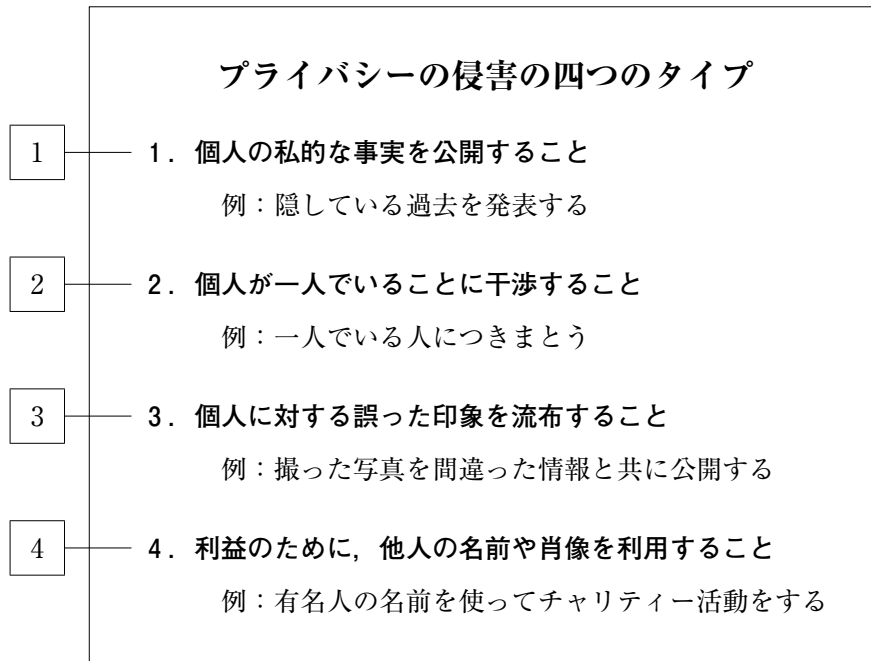 プライバシーの侵害の四つのタイプ
1 1．個人の私的な事実を公開すること
例：隠している過去を発表する
2 2．個人が一人でいることに干渉すること
例：一人でいる人につきまとう
3 3．個人に対する誤った印象を流布すること
例：撮った写真を間違った情報と共に公開する
4 4．利益のために，他人の名前や肖像を利用すること
例：有名人の名前を使ってチャリティー活動をする